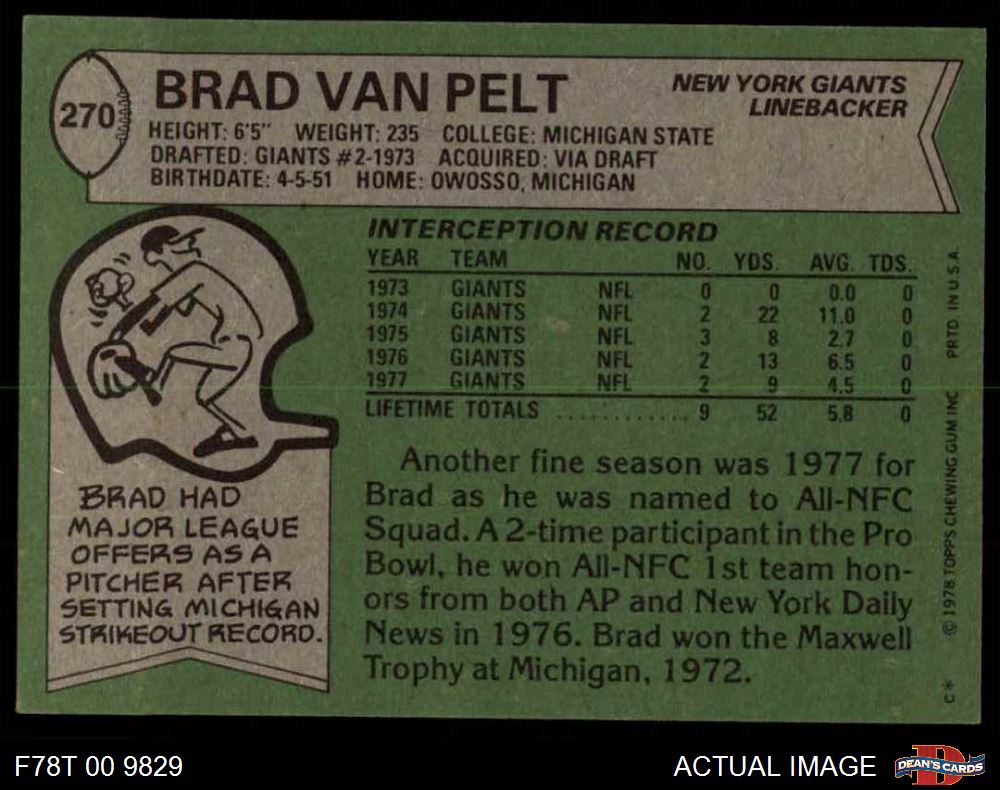 270
BRAD VAN PELT
NEW YORK GIANTS
LINEBACKER
HEIGHT: 6'5" WEIGHT: 235 COLLEGE: MICHIGAN STATE
DRAFTED: GIANTS #2-1973 ACQUIRED: VIA DRAFT
BIRTHDATE: 4-5-51 HOME: OWOSSO, MICHIGAN
INTERCEPTION RECORD
YEAR TEAM NO. YDS. AVG. TDS.
1973 GIANTS NFL 0 0 0.0 0
1974 GIANTS NFL 2 22 11.0 0
1975 GIANTS NFL 3 8 2.7 0
1976 GIANTS NFL 2 13 6.5 0
1977 GIANTS NFL 2 9 4.5 0
LIFETIME TOTALS ............ 9 52 5.8 0
BRAD HAD
MAJOR LEAGUE
OFFERS AS A
PITCHER AFTER
SETTING MICHIGAN
STRIKEOUT RECORD.
Another fine season was 1977 for
Brad as he was named to All-NFC
Squad. A 2-time participant in the Pro
Bowl, he won All-NFC 1st team hon-
ors from both AP and New York Daily
News in 1976. Brad won the Maxwell
Trophy at Michigan, 1972.
C* © 1978 TOPPS CHEWING GUM INC PRTD IN U.S.A.
F78T 00 9829
ACTUAL IMAGE
D
DEAN'S CARDS